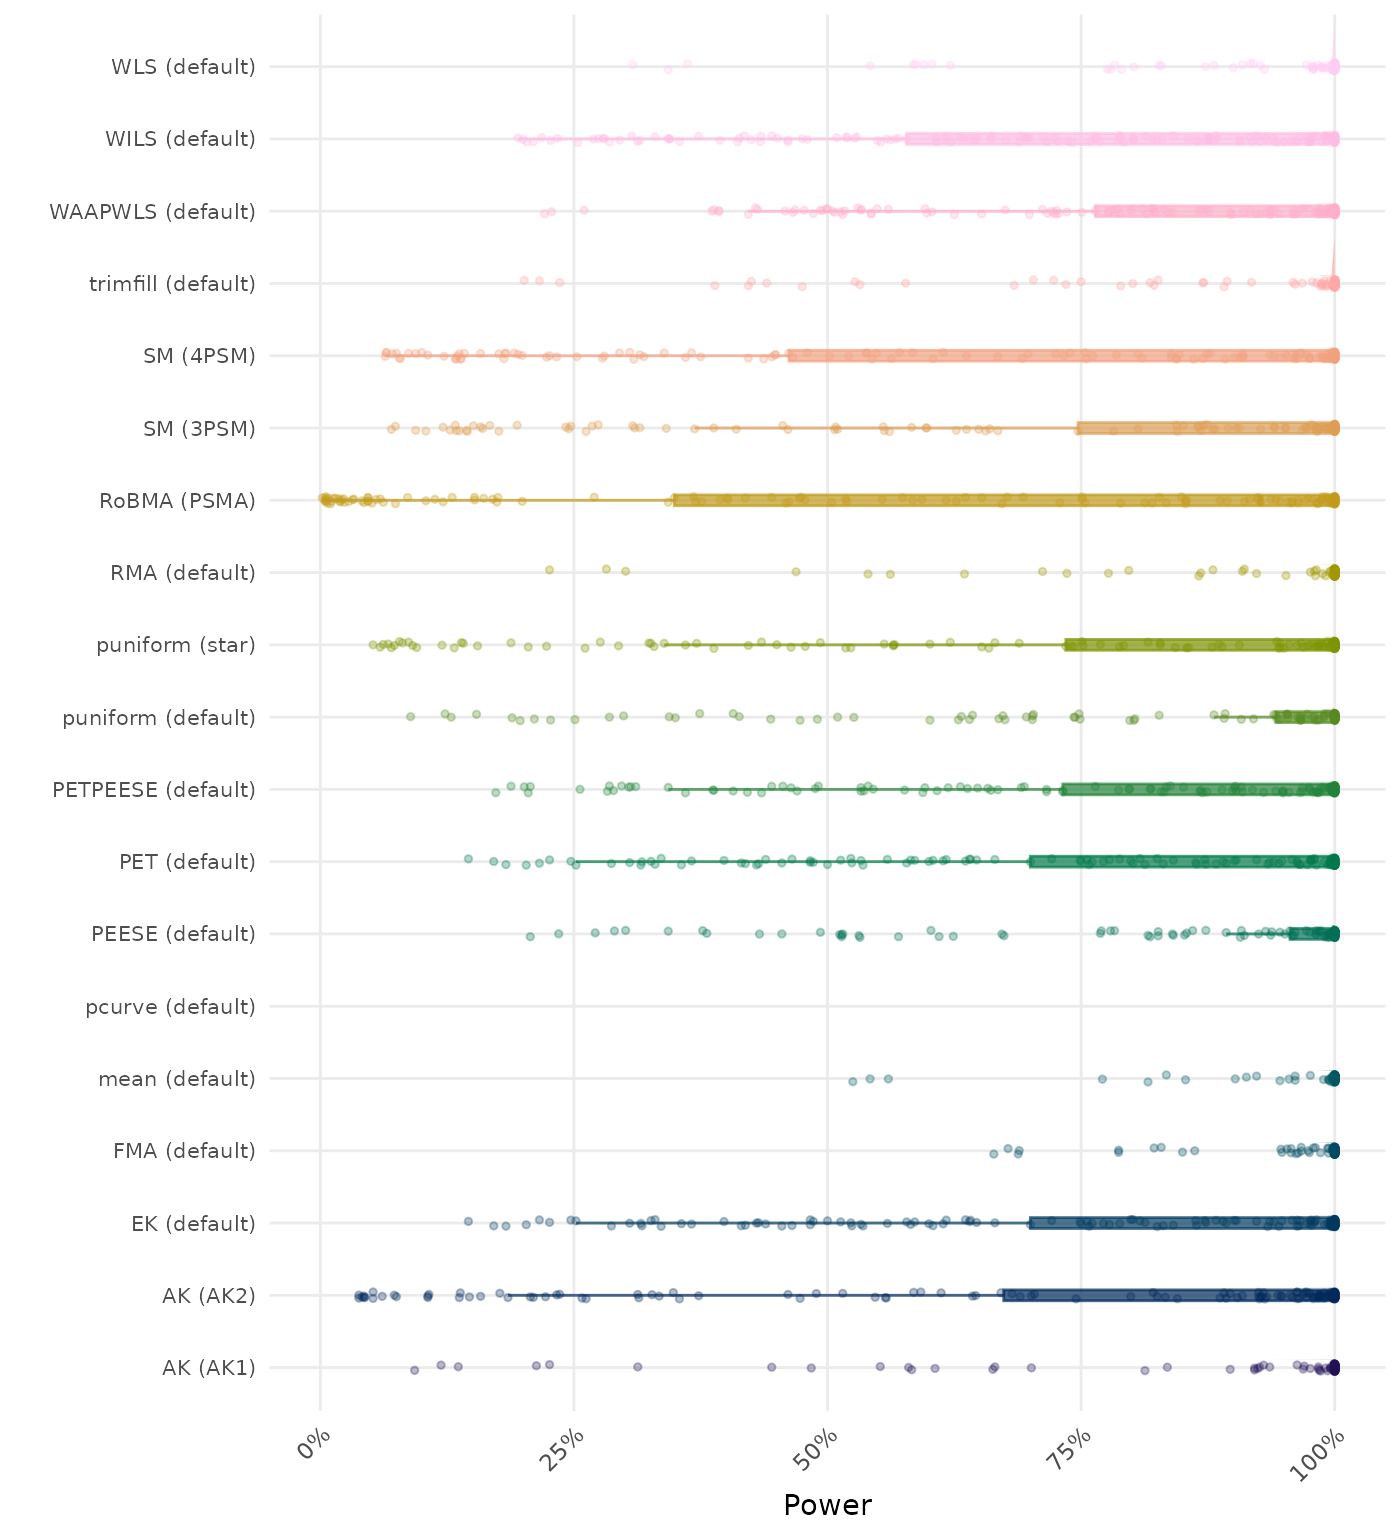 WLS (default)
WILS (default)
WAAPWLS (default)
trimfill (default)
SM (4PSM)
SM (3PSM)
RoBMA (PSMA)
RMA (default)
puniform (star)
puniform (default)
PETPEESE (default)
PET (default)
PEESE (default)
pcurve (default)
mean (default)
FMA (default)
EK (default)
AK (AK2)
AK (AK1)
0% 25% 50% 75% 100%
Power